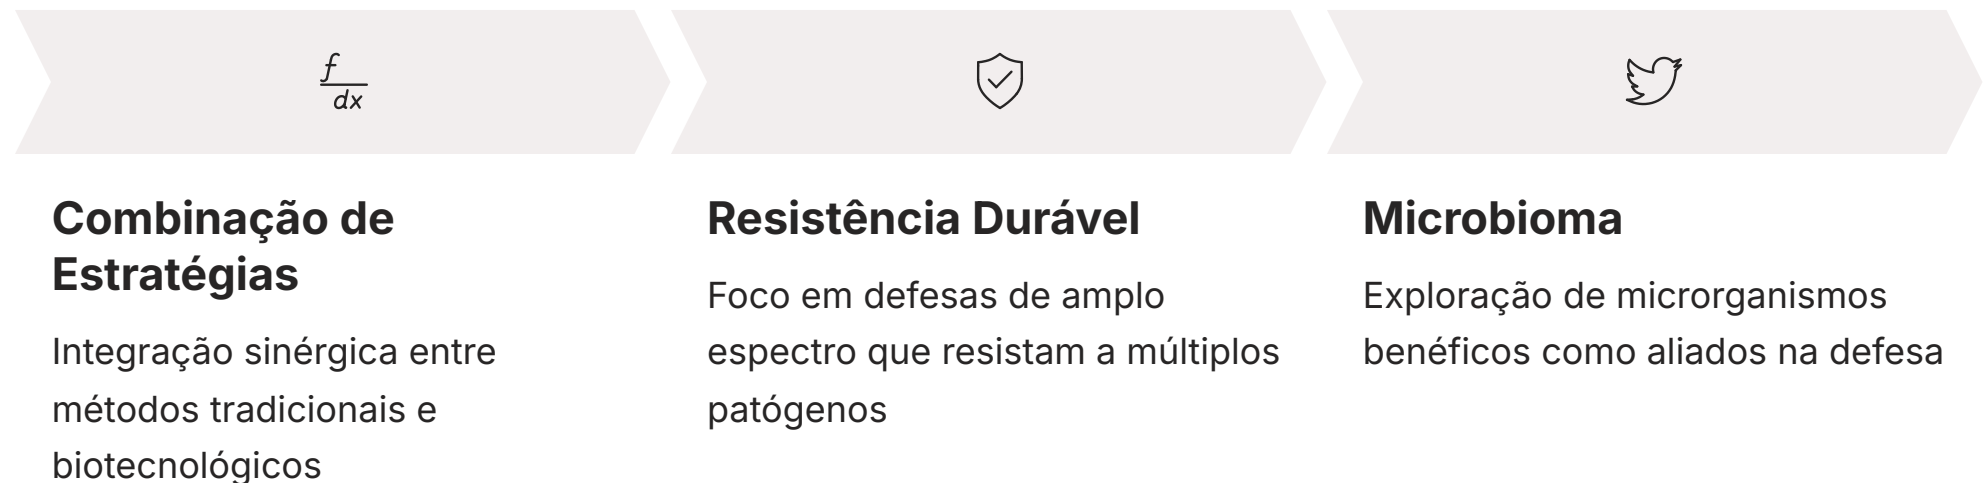 f
dx
Combinação de
Estratégias
Integração sinérgica entre
métodos tradicionais e
biotecnológicos
Resistência Durável
Foco em defesas de amplo
espectro que resistam a múltiplos
patógenos
Microbioma
Exploração de microrganismos
benéficos como aliados na defesa